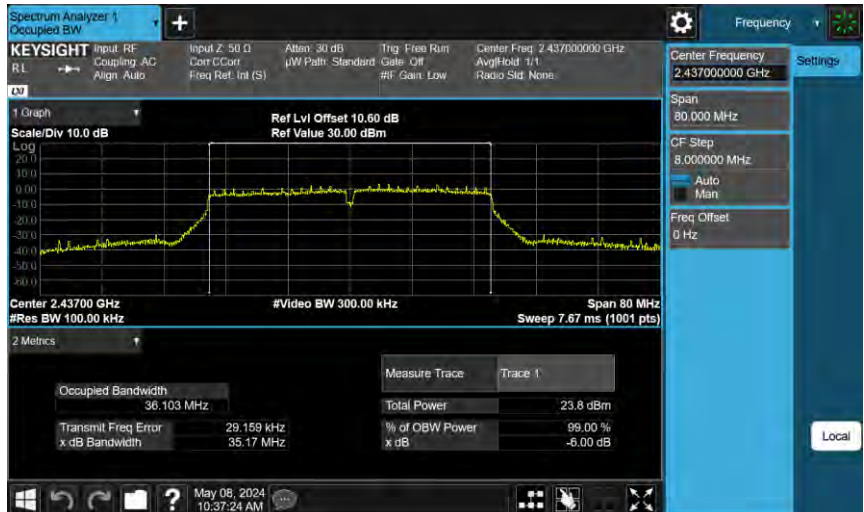 Spectrum Analyzer 1
Occupied BW
+
Frequency
KEYSIGHT
RL
LXI
Input: RF
Coupling: AC
Align: Auto
Input Z: 50 Ω
Corr CCorr
Freq Ref: Int (S)
Atten: 30 dB
µW Path: Standard
Trig: Free Run
Gate: Off
#IF Gain: Low
Center Freq: 2.437000000 GHz
Avg|Hold: 1/1
Radio Std: None
Center Frequency
2.437000000 GHz
Settings
Span
80.000 MHz
CF Step
8.000000 MHz
Auto
Man
Freq Offset
0 Hz
1 Graph
Scale/Div 10.0 dB
Ref Lvl Offset 10.60 dB
Ref Value 30.00 dBm
Log
20.0
10.0
0.00
-10.0
-20.0
-30.0
-40.0
-50.0
-60.0
Center 2.43700 GHz
#Video BW 300.00 kHz
Span 80 MHz
#Res BW 100.00 kHz
Sweep 7.67 ms (1001 pts)
2 Metrics
Measure Trace
Trace 1
Occupied Bandwidth
36.103 MHz
Total Power
23.8 dBm
Transmit Freq Error
29.159 kHz
% of OBW Power
99.00 %
x dB Bandwidth
35.17 MHz
x dB
-6.00 dB
Local
?
May 08, 2024
10:37:24 AM